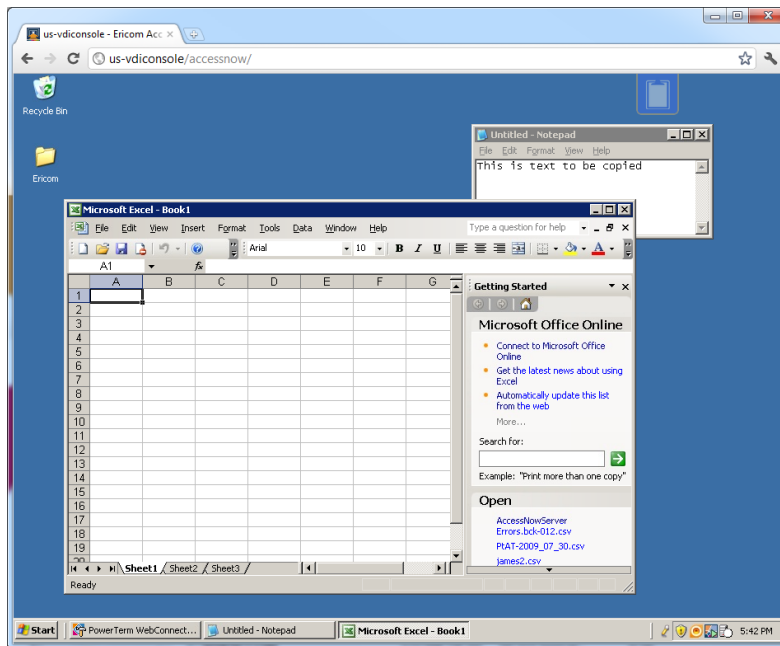 us-vdiconsole - Ericom Acc
us-vdiconsole/accessnow/
Recycle Bin
Ericom
Untitled - Notepad
File Edit Format View Help
This is text to be copied
Microsoft Excel - Book1
File Edit View Insert Format Tools Data Window Help
Type a question for help
Arial
10
B I U
A
A1
fx
A B C D E F G
1
2
3
4
5
6
7
8
9
10
11
12
13
14
15
16
17
18
19
20
Getting Started
Microsoft Office Online
Connect to Microsoft Office
Online
Get the latest news about using
Excel
Automatically update this list
from the web
More...
Search for:
Example: "Print more than one copy"
Open
AccessNowServer
Errors.bck-012.csv
PtAT-2009_07_30.csv
james2.csv
Sheet1 Sheet2 Sheet3
Ready
Start PowerTerm WebConnect... Untitled - Notepad Microsoft Excel - Book1 5:42 PM